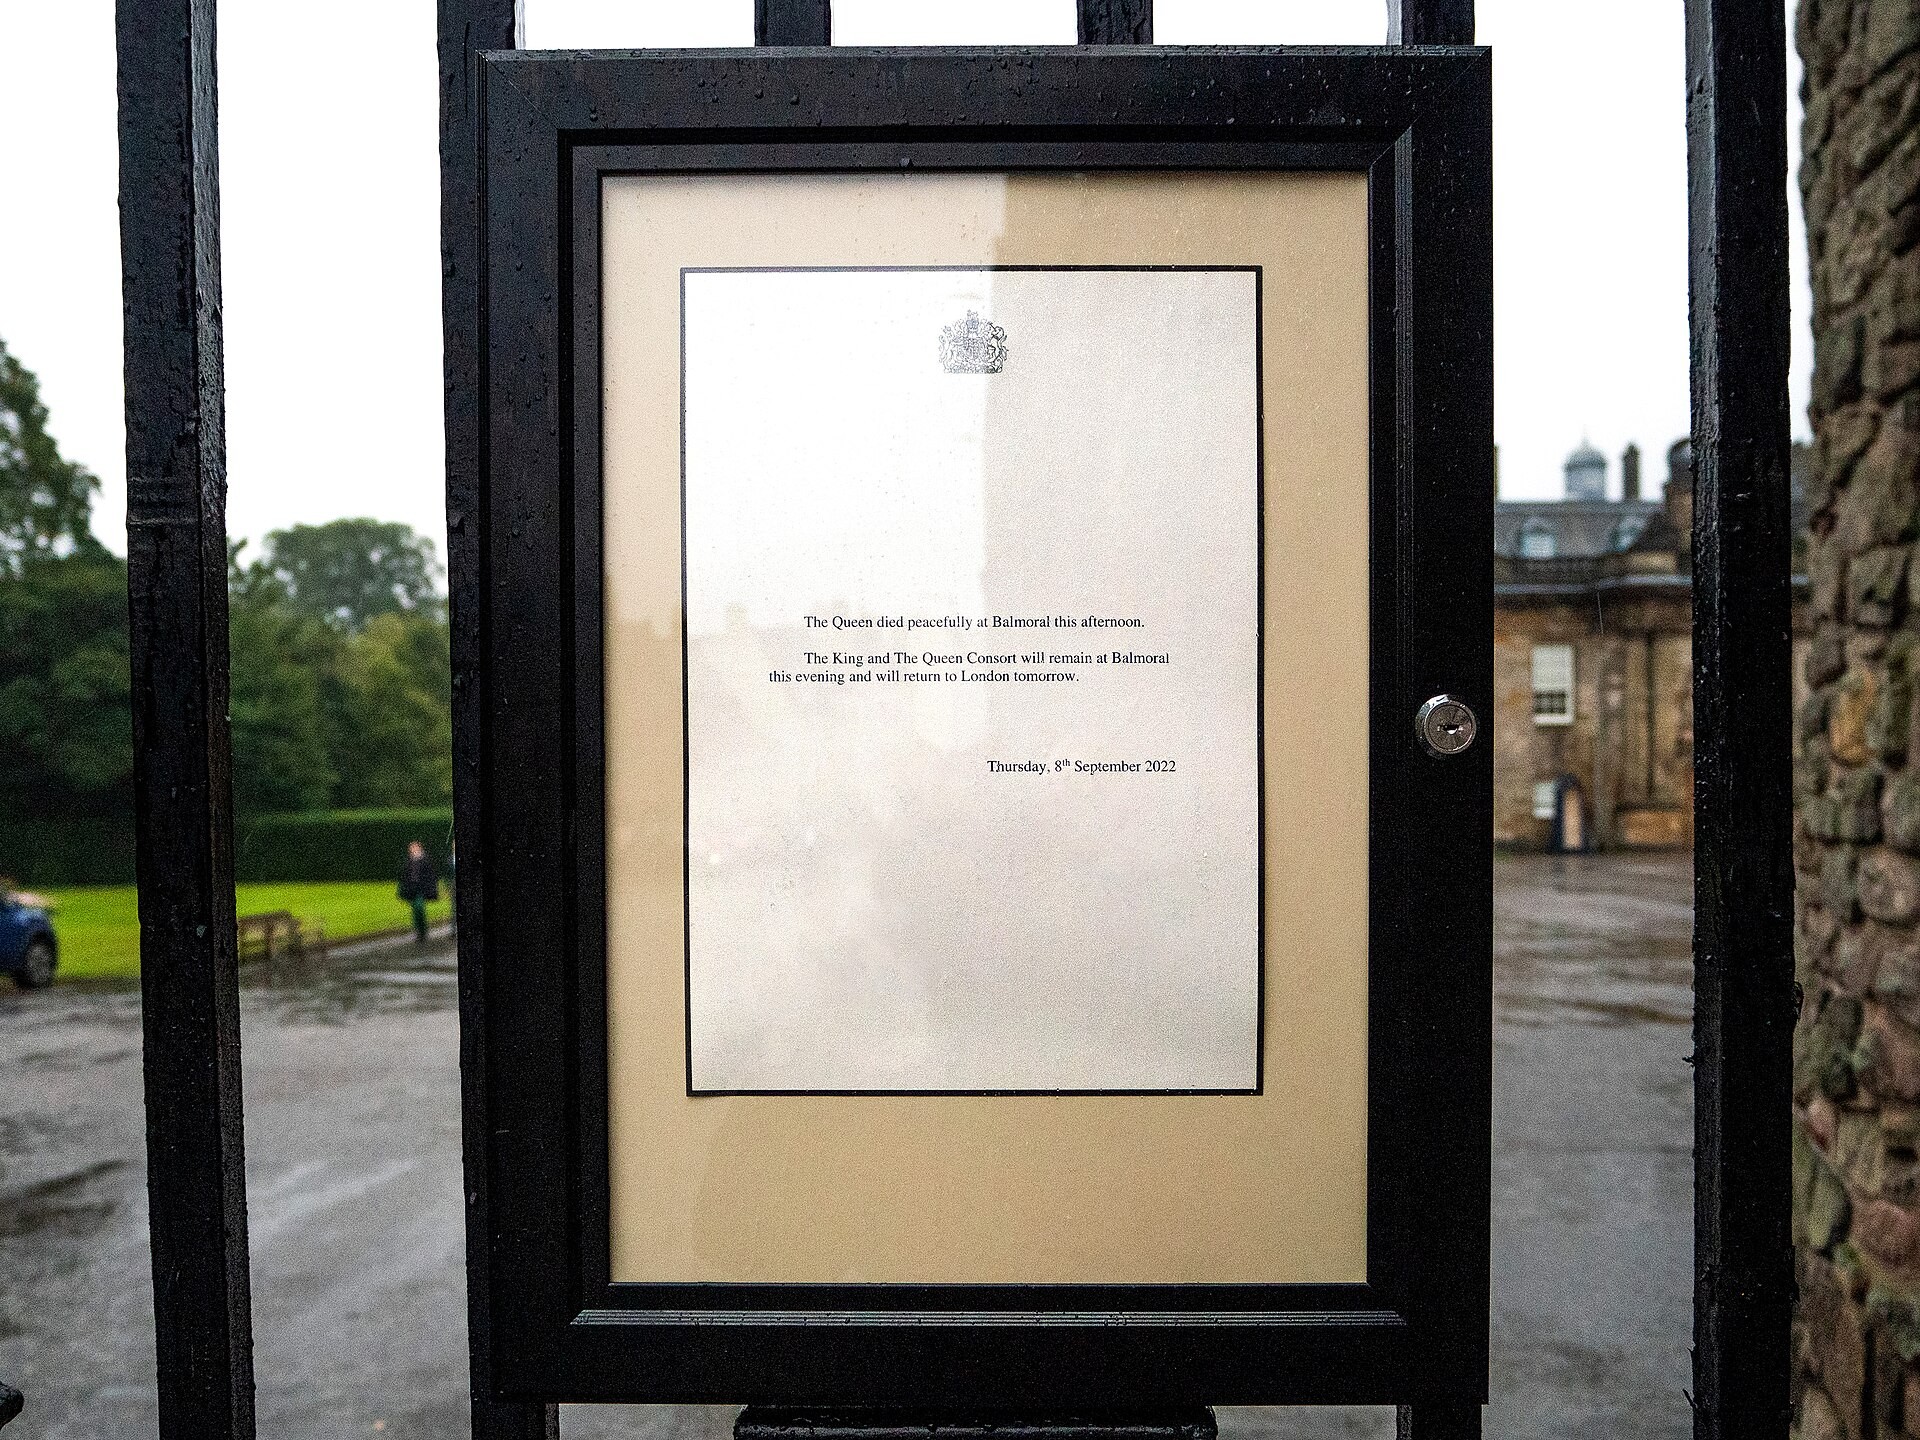 The Queen died peacefully at Balmoral this afternoon.
The King and The Queen Consort will remain at Balmoral
this evening and will return to London tomorrow.
Thursday, 8th September 2022